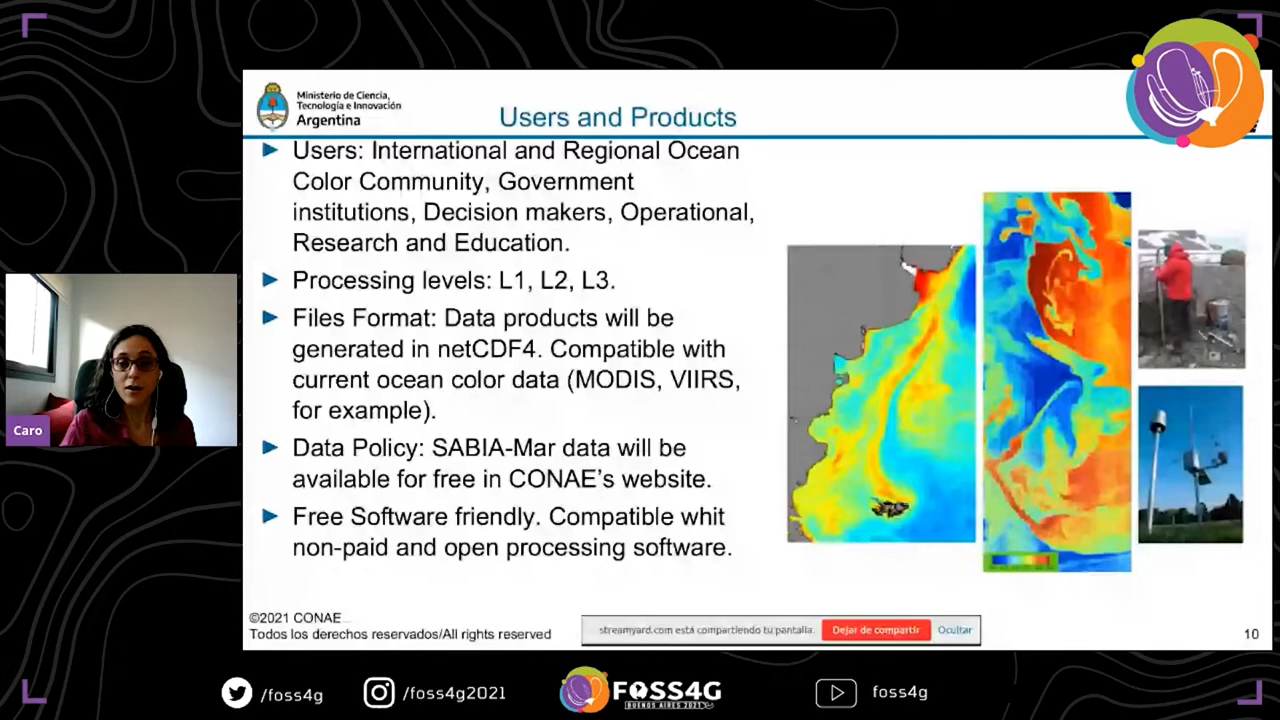 Ministerio de Ciencia,
Tecnología e Innovación
Argentina
Users and Products
Users: International and Regional Ocean
Color Community, Government
institutions, Decision makers, Operational,
Research and Education.
Processing levels: L1, L2, L3.
Files Format: Data products will be
generated in netCDF4. Compatible with
current ocean color data (MODIS, VIIRS,
for example).
Data Policy: SABIA-Mar data will be
available for free in CONAE's website.
Free Software friendly. Compatible whit
non-paid and open processing software.
Caro
©2021 CONAE
Todos los derechos reservados/All rights reserved
streamyard.com está compartiendo tu pantalla.
Dejar de compartir
Ocultar
10
/foss4g
/foss4g2021
FOSS4G
BUENOS AIRES 2021
foss4g